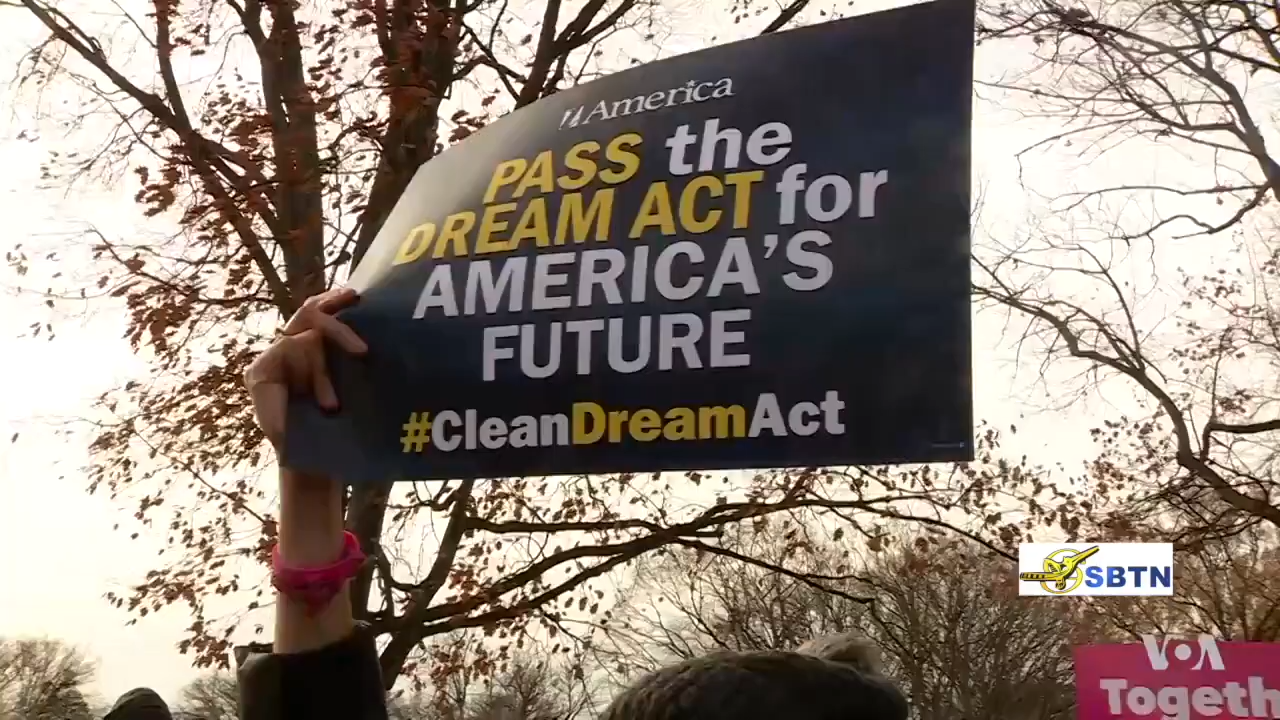 America
PASS the
DREAM ACT for
AMERICA'S
FUTURE
#CleanDreamAct
SBTN
VOA
Togeth